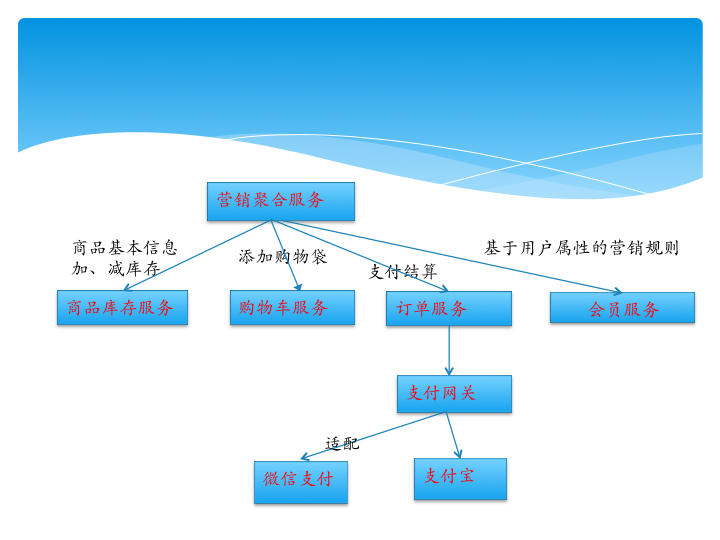 营销聚合服务
商品基本信息
加、减库存
添加购物袋
支付结算
基于用户属性的营销规则
商品库存服务
购物车服务
订单服务
会员服务
支付网关
适配
微信支付
支付宝